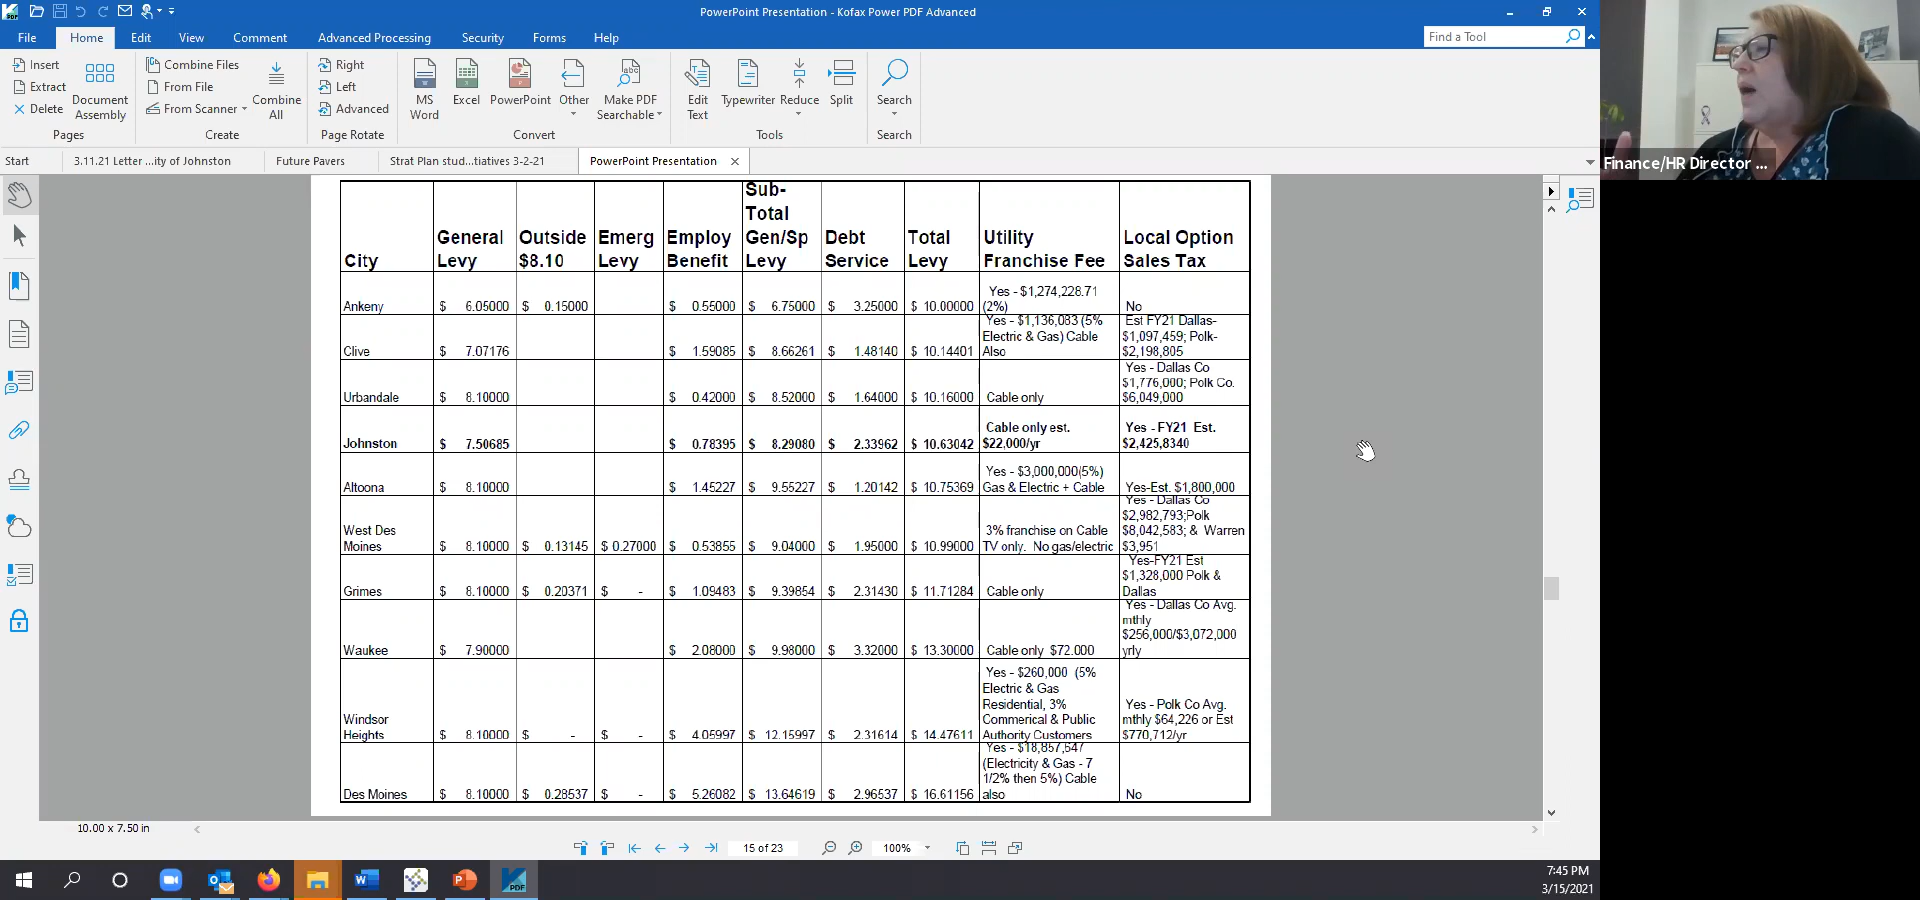 PowerPoint Presentation - Kofax Power PDF Advanced
File Home Edit View Comment Advanced Processing Security Forms Help
Find a Tool
Insert
Extract
Delete
Document Assembly
Pages
Combine Files
From File
From Scanner
Combine All
Create
Right
Left
Advanced
Page Rotate
MS Word
Excel
PowerPoint
Other
Make PDF Searchable
Convert
Edit Text
Typewriter
Reduce
Split
Tools
Search
Search
Start
3.11.21 Letter ...ity of Johnston
Future Pavers
Strat Plan stud...tiatives 3-2-21
PowerPoint Presentation
Finance/HR Director ...
City
General Levy
Outside $8.10
Emerg Levy
Employ Benefit
Sub-Total Gen/Sp Levy
Debt Service
Total Levy
Utility Franchise Fee
Local Option Sales Tax
Ankeny $ 6.05000 $ 0.15000 $ 0.55000 $ 6.75000 $ 3.25000 $ 10.00000 Yes - $1,274,228.71 (2%) No
Clive $ 7.07176 $ 1.59085 $ 8.66261 $ 1.48140 $ 10.14401 Yes - $1,136,083 (5% Electric & Gas) Cable Also Est FY21 Dallas-$1,097,459; Polk-$2,198,805
Urbandale $ 8.10000 $ 0.42000 $ 8.52000 $ 1.64000 $ 10.16000 Cable only Yes - Dallas Co $1,776,000; Polk Co. $6,049,000
Johnston $ 7.50685 $ 0.78395 $ 8.29080 $ 2.33962 $ 10.63042 Cable only est. $22,000/yr Yes - FY21 Est. $2,425,8340
Altoona $ 8.10000 $ 1.45227 $ 9.55227 $ 1.20142 $ 10.75369 Yes - $3,000,000(5%) Gas & Electric + Cable Yes-Est. $1,800,000
West Des Moines $ 8.10000 $ 0.13145 $ 0.27000 $ 0.53855 $ 9.04000 $ 1.95000 $ 10.99000 3% franchise on Cable TV only. No gas/electric Yes - Dallas Co $2,982,793;Polk $8,042,583; & Warren $3,951
Grimes $ 8.10000 $ 0.20371 $ - $ 1.09483 $ 9.39854 $ 2.31430 $ 11.71284 Cable only Yes-FY21 Est $1,328,000 Polk & Dallas
Waukee $ 7.90000 $ 2.08000 $ 9.98000 $ 3.32000 $ 13.30000 Cable only $72.000 Yes - Dallas Co Avg. mthly $256,000/$3,072,000 yrly
Windsor Heights $ 8.10000 $ - $ - $ 4.05997 $ 12.15997 $ 2.31614 $ 14.47611 Yes - $260,000 (5% Electric & Gas Residential, 3% Commerical & Public Authority Customers Yes - Polk Co Avg. mthly $64,226 or Est $770,712/yr
Des Moines $ 8.10000 $ 0.28537 $ - $ 5.26082 $ 13.64619 $ 2.96537 $ 16.61156 Yes - $18,857,647 (Electricity & Gas - 7 1/2% then 5%) Cable also No
10.00 x 7.50 in
15 of 23
100%
7:45 PM
3/15/2021